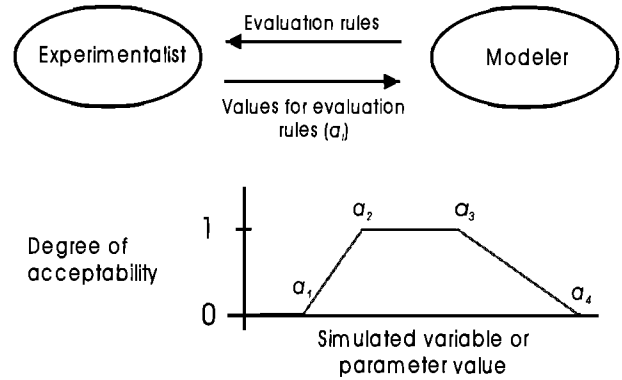 Evaluation rules
Experimentalist
Modeler
Values for evaluation
rules (a_i)
a_2
a_3
1
Degree of
acceptability
a_1
a_4
0
Simulated variable or
parameter value